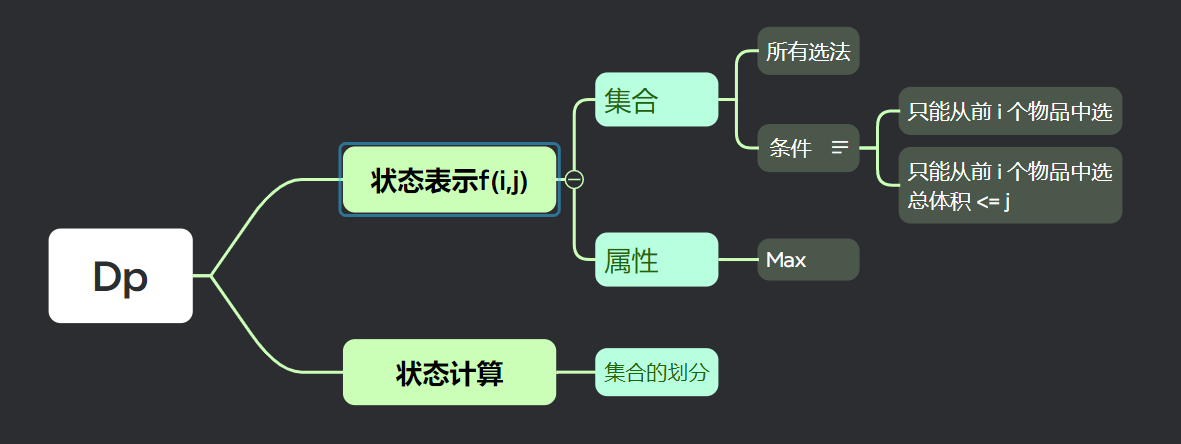 Dp
状态表示f(i,j)
集合
所有选法
条件
只能从前 i 个物品中选
只能从前 i 个物品中选
总体积 <= j
属性
Max
状态计算
集合的划分